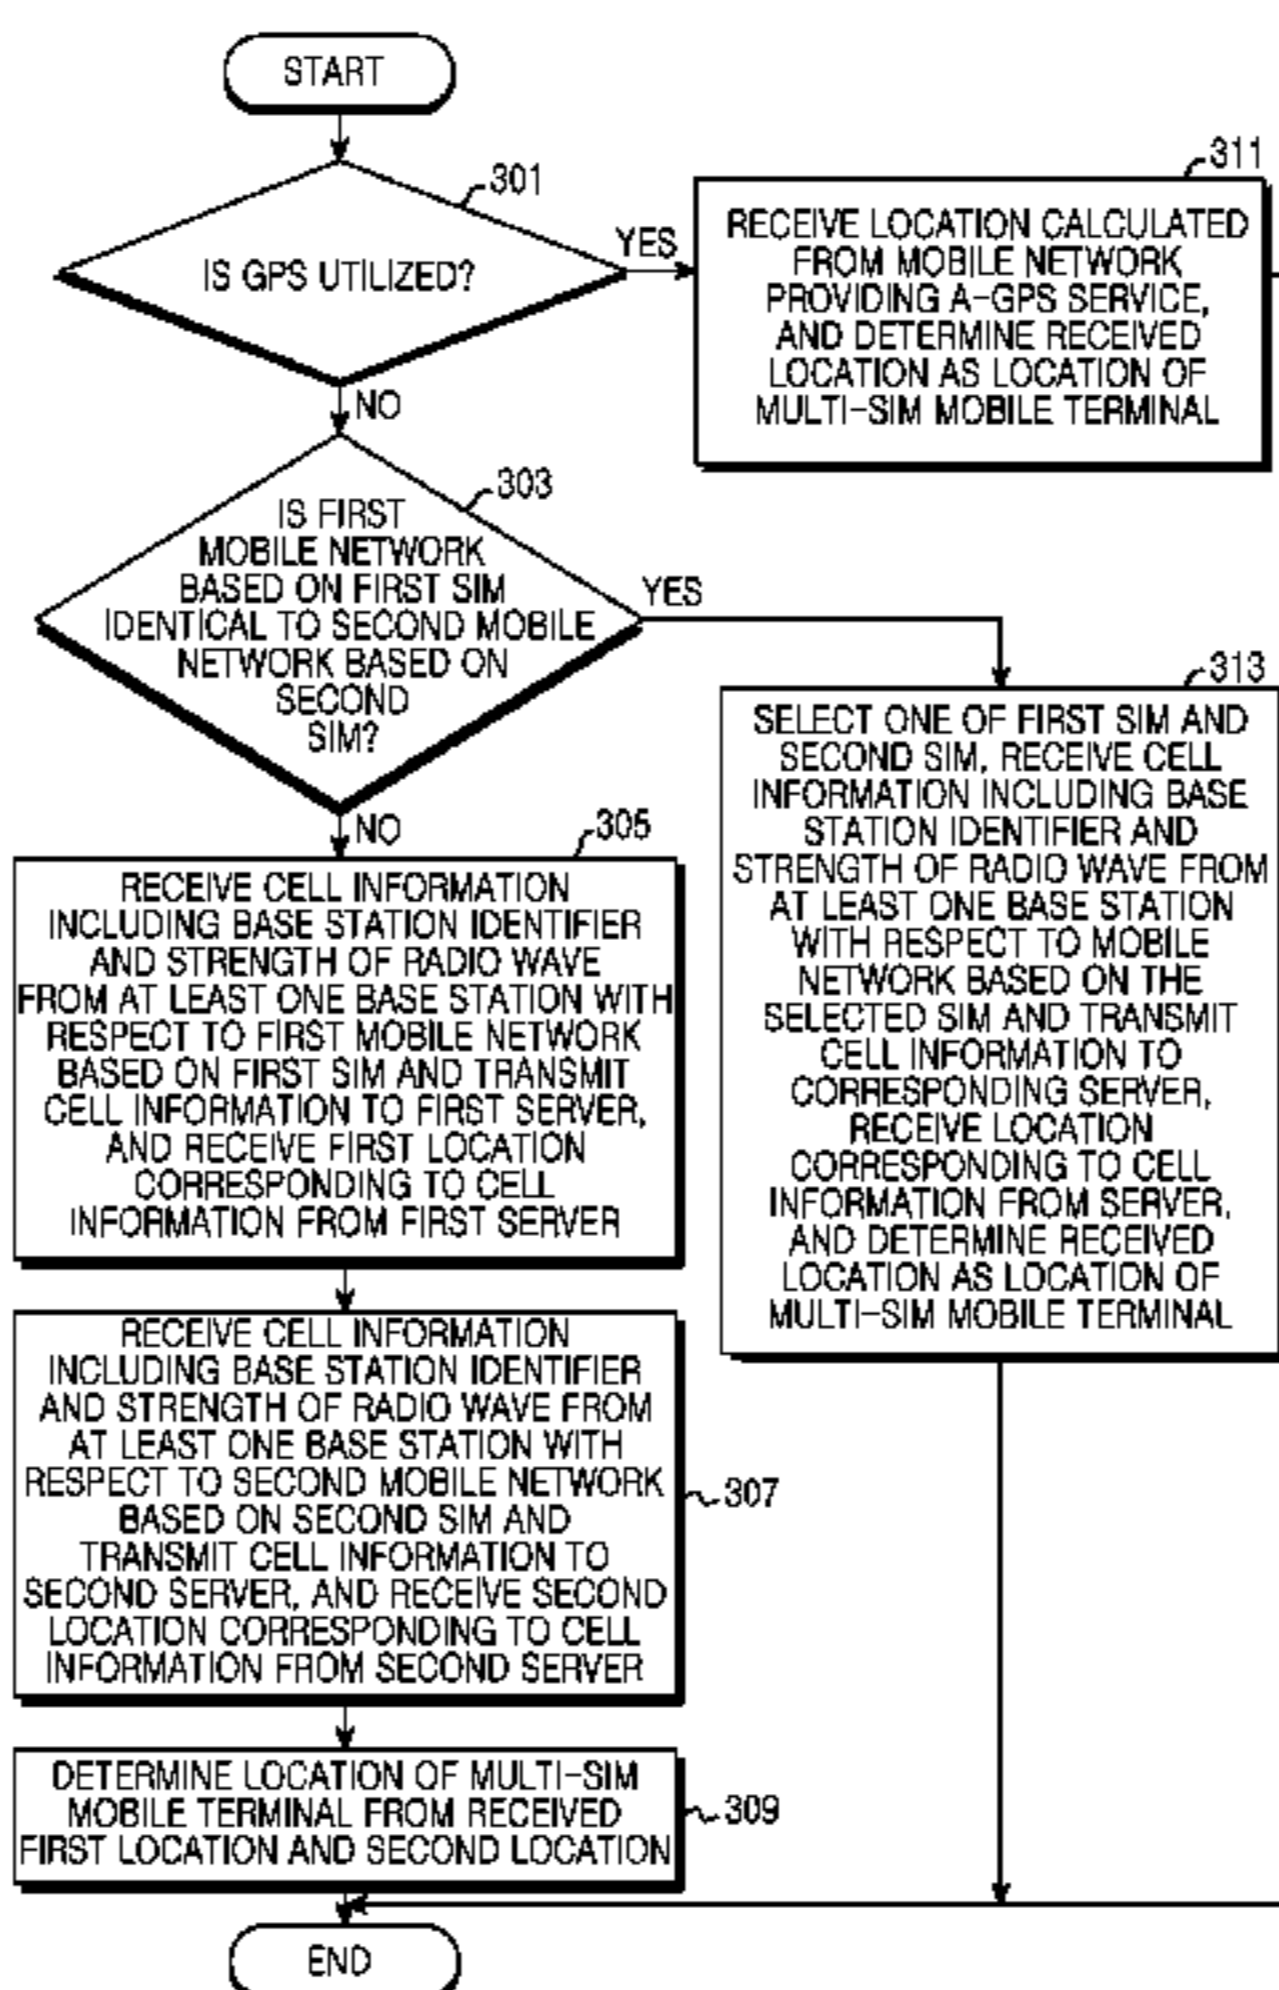 START
301
IS GPS UTILIZED?
YES
311
RECEIVE LOCATION CALCULATED
FROM MOBILE NETWORK
PROVIDING A-GPS SERVICE,
AND DETERMINE RECEIVED
LOCATION AS LOCATION OF
MULTI-SIM MOBILE TERMINAL
NO
303
IS FIRST
MOBILE NETWORK
BASED ON FIRST SIM
IDENTICAL TO SECOND MOBILE
NETWORK BASED ON
SECOND
SIM?
YES
313
SELECT ONE OF FIRST SIM AND
SECOND SIM, RECEIVE CELL
INFORMATION INCLUDING BASE
STATION IDENTIFIER AND
STRENGTH OF RADIO WAVE FROM
AT LEAST ONE BASE STATION
WITH RESPECT TO MOBILE
NETWORK BASED ON THE
SELECTED SIM AND TRANSMIT
CELL INFORMATION TO
CORRESPONDING SERVER,
RECEIVE LOCATION
CORRESPONDING TO CELL
INFORMATION FROM SERVER,
AND DETERMINE RECEIVED
LOCATION AS LOCATION OF
MULTI-SIM MOBILE TERMINAL
NO
305
RECEIVE CELL INFORMATION
INCLUDING BASE STATION IDENTIFIER
AND STRENGTH OF RADIO WAVE
FROM AT LEAST ONE BASE STATION WITH
RESPECT TO FIRST MOBILE NETWORK
BASED ON FIRST SIM AND TRANSMIT
CELL INFORMATION TO FIRST SERVER,
AND RECEIVE FIRST LOCATION
CORRESPONDING TO CELL
INFORMATION FROM FIRST SERVER
RECEIVE CELL INFORMATION
INCLUDING BASE STATION IDENTIFIER
AND STRENGTH OF RADIO WAVE FROM
AT LEAST ONE BASE STATION WITH
RESPECT TO SECOND MOBILE NETWORK
BASED ON SECOND SIM AND
TRANSMIT CELL INFORMATION TO
SECOND SERVER, AND RECEIVE SECOND
LOCATION CORRESPONDING TO CELL
INFORMATION FROM SECOND SERVER
307
DETERMINE LOCATION OF MULTI-SIM
MOBILE TERMINAL FROM RECEIVED
FIRST LOCATION AND SECOND LOCATION
309
END